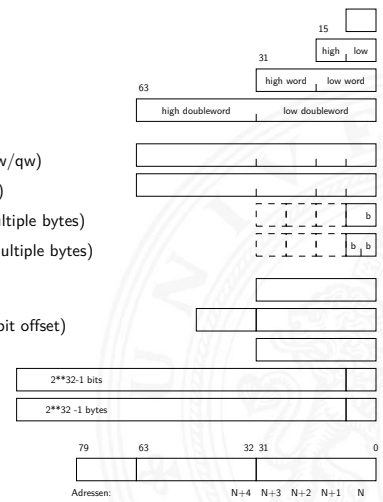 15
high low
31
high word low word
63
high doubleword low doubleword
w/qw)
)
ultiple bytes)
b
ultiple bytes)
b b
bit offset)
2**32-1 bits
2**32 -1 bytes
79 63 32 31 0
Adressen: N+4 N+3 N+2 N+1 N